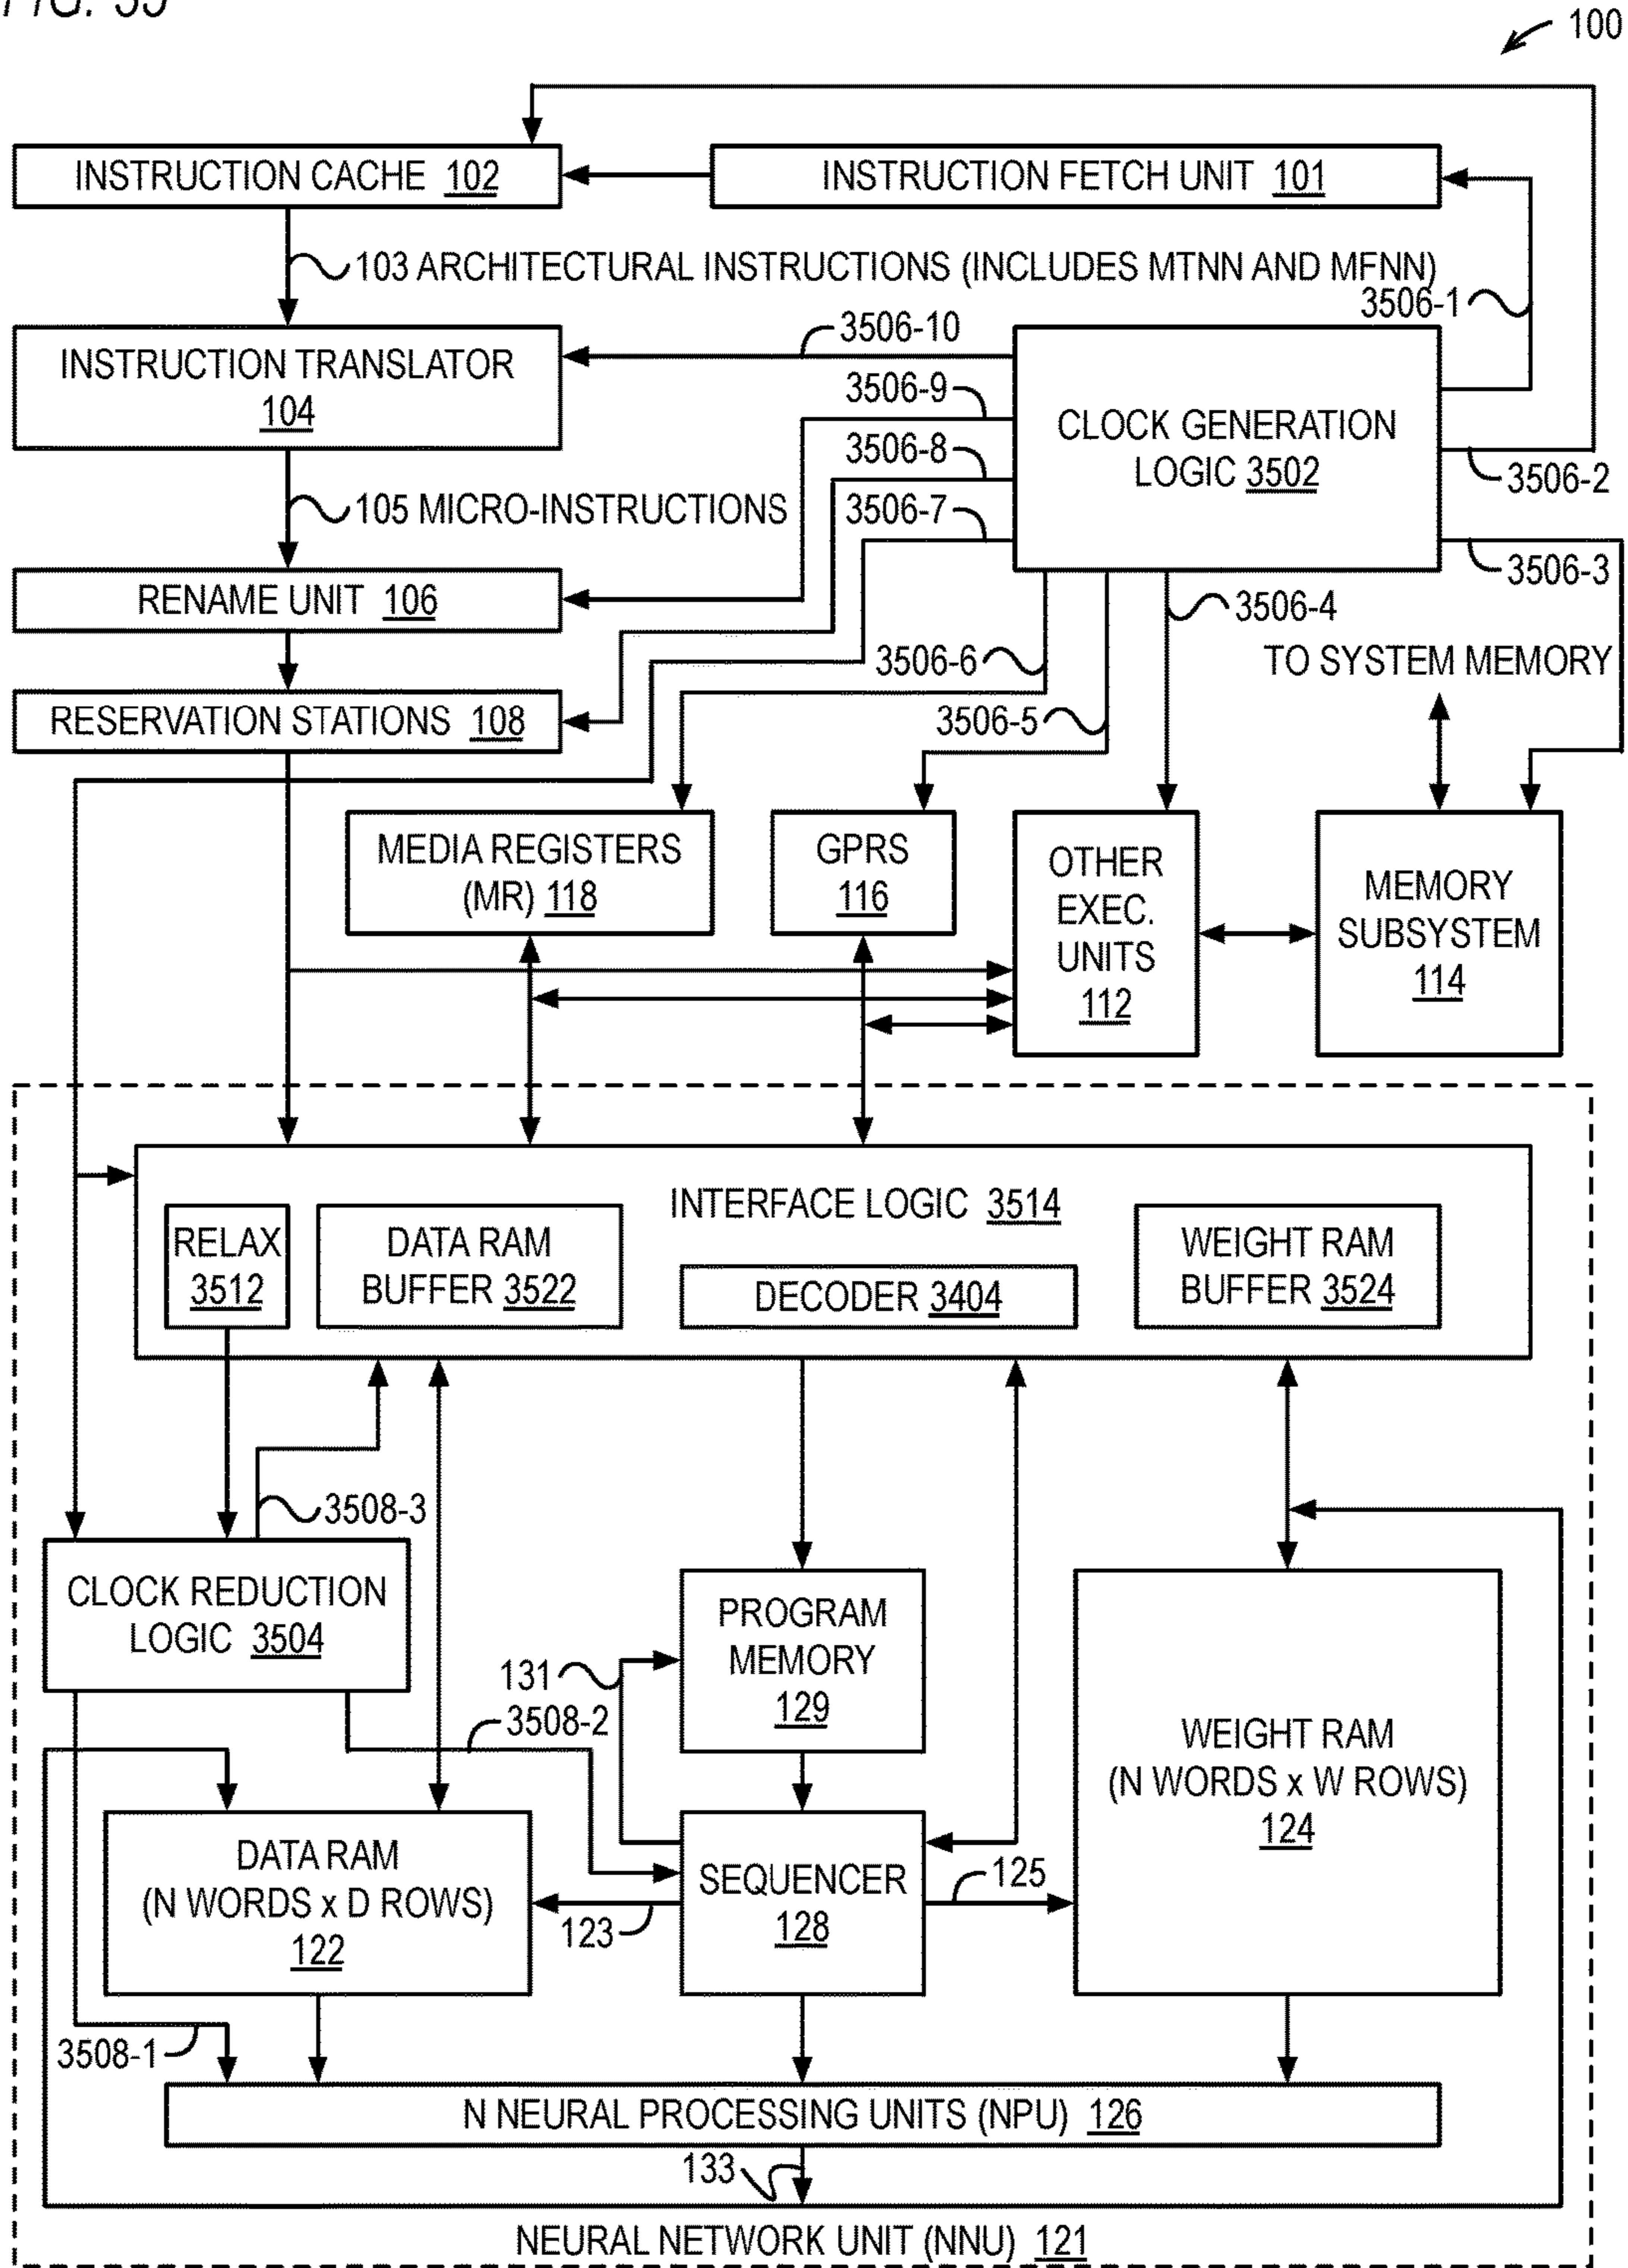 FIG. 35
100
INSTRUCTION CACHE 102
INSTRUCTION FETCH UNIT 101
103 ARCHITECTURAL INSTRUCTIONS (INCLUDES MTNN AND MFNN)
3506-1
INSTRUCTION TRANSLATOR
104
3506-10
3506-9
3506-8
3506-7
CLOCK GENERATION
LOGIC 3502
3506-2
3506-3
105 MICRO-INSTRUCTIONS
RENAME UNIT 106
3506-4
3506-6
TO SYSTEM MEMORY
RESERVATION STATIONS 108
3506-5
MEDIA REGISTERS
(MR) 118
GPRS
116
OTHER
EXEC.
UNITS
112
MEMORY
SUBSYSTEM
114
INTERFACE LOGIC 3514
RELAX
3512
DATA RAM
BUFFER 3522
DECODER 3404
WEIGHT RAM
BUFFER 3524
3508-3
CLOCK REDUCTION
LOGIC 3504
PROGRAM
MEMORY
129
131
3508-2
WEIGHT RAM
(N WORDS x W ROWS)
124
DATA RAM
(N WORDS x D ROWS)
122
SEQUENCER
128
125
123
3508-1
N NEURAL PROCESSING UNITS (NPU) 126
133
NEURAL NETWORK UNIT (NNU) 121